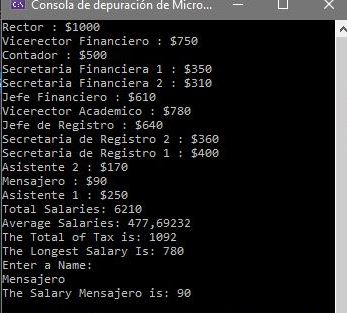 Consola de depuración de Micro...
Rector : $1000
Vicerector Financiero : $750
Contador : $500
Secretaria Financiera 1 : $350
Secretaria Financiera 2 : $310
Jefe Financiero : $610
Vicerector Academico : $780
Jefe de Registro : $640
Secretaria de Registro 2 : $360
Secretaria de Registro 1 : $400
Asistente 2 : $170
Mensajero : $90
Asistente 1 : $250
Total Salaries: 6210
Average Salaries: 477,69232
The Total of Tax is: 1092
The Longest Salary Is: 780
Enter a Name:
Mensajero
The Salary Mensajero is: 90